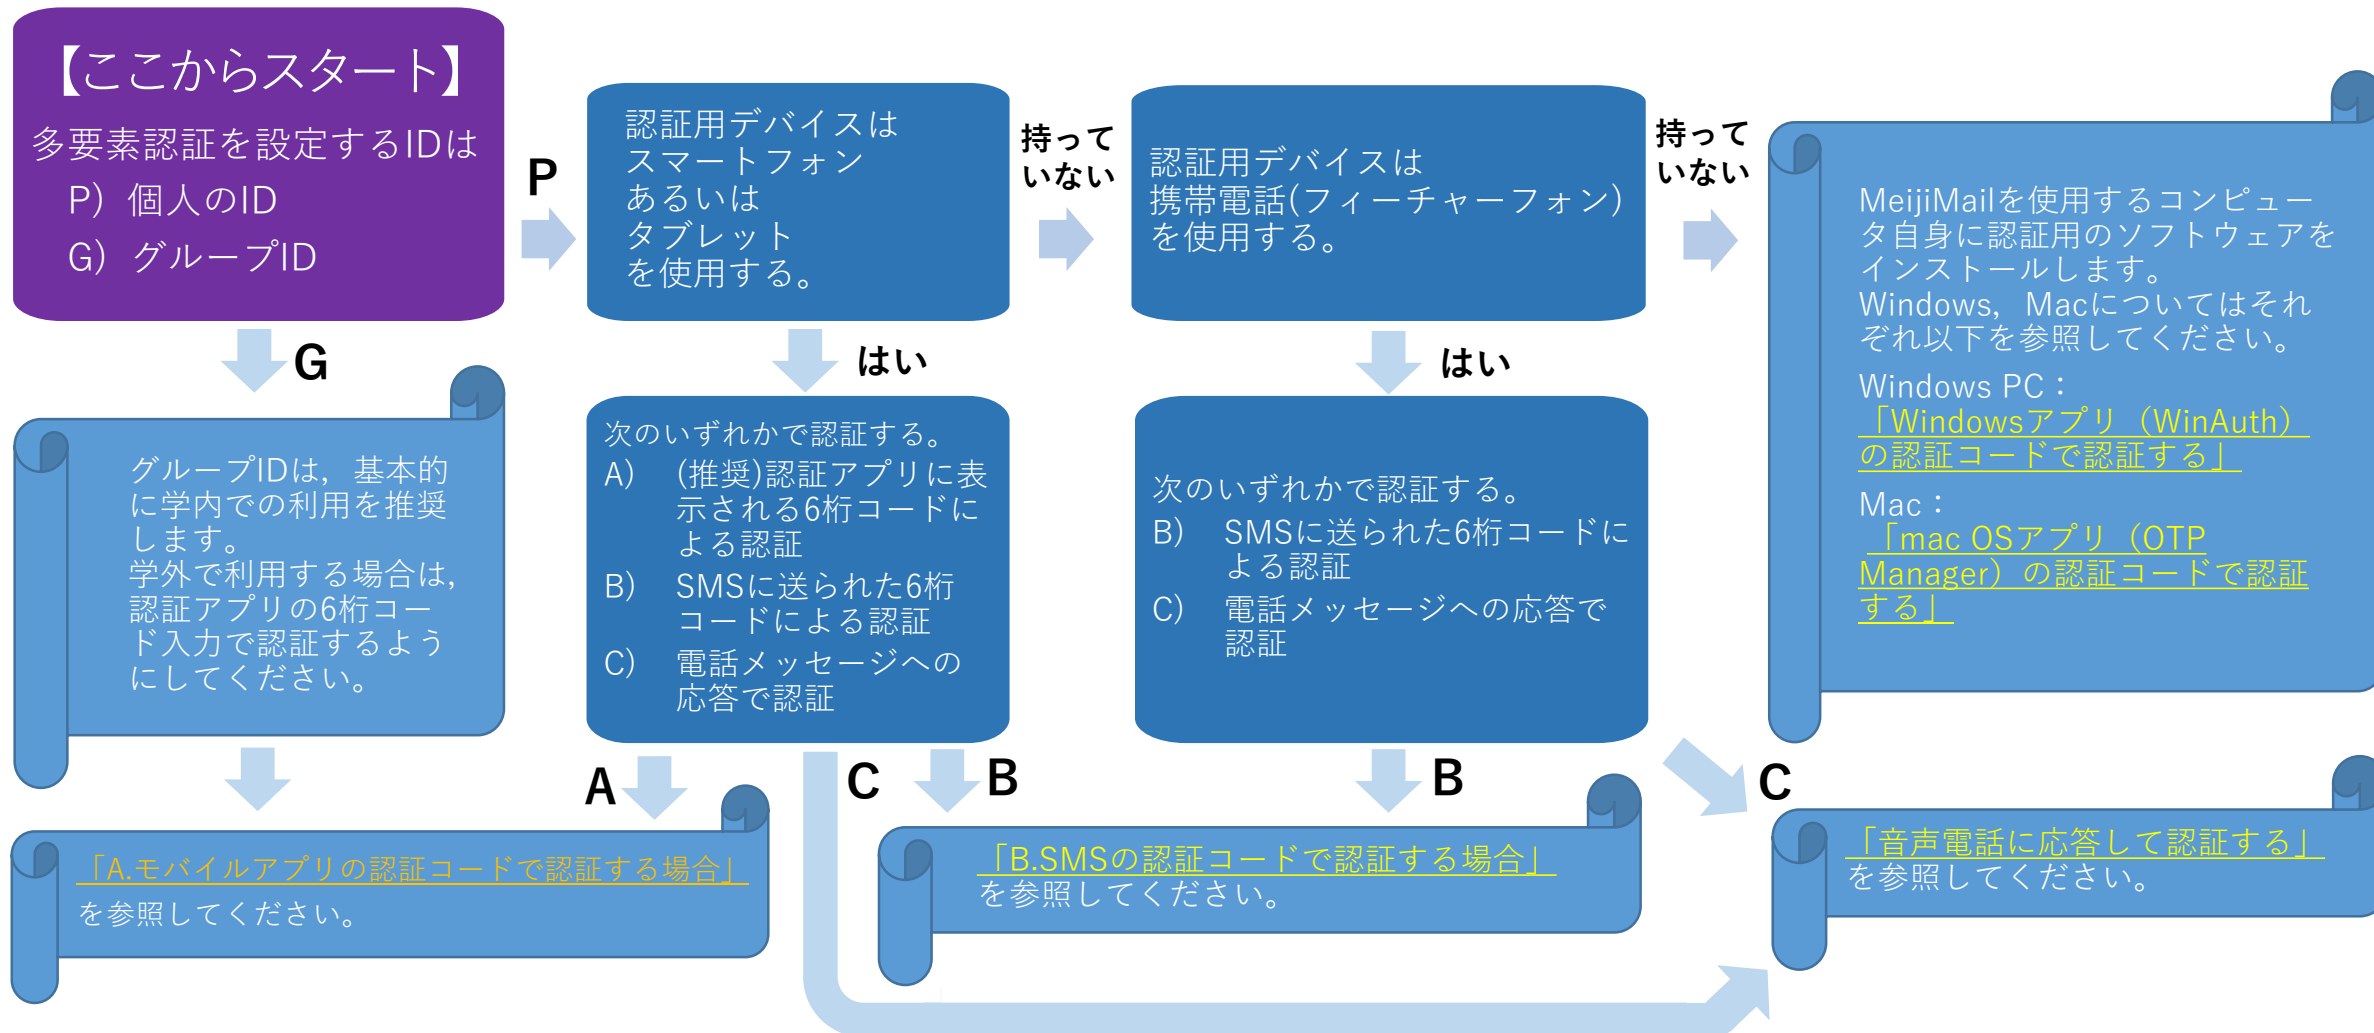 【ここからスタート】
多要素認証を設定するIDは
P）個人のID
G）グループID
P
認証用デバイスは
スマートフォン
あるいは
タブレット
を使用する。
持って
いない
認証用デバイスは
携帯電話(フィーチャーフォン)
を使用する。
持って
いない
MeijiMailを使用するコンピュー
タ自身に認証用のソフトウェアを
インストールします。
Windows，Macについてはそれ
ぞれ以下を参照してください。
Windows PC：
「Windowsアプリ（WinAuth）
の認証コードで認証する」
Mac：
「mac OSアプリ（OTP
Manager）の認証コードで認証
する」
G
はい
はい
グループIDは，基本的
に学内での利用を推奨
します。
学外で利用する場合は，
認証アプリの6桁コー
ド入力で認証するよう
にしてください。
次のいずれかで認証する。
A) (推奨)認証アプリに表
示される6桁コードに
よる認証
B) SMSに送られた6桁
コードによる認証
C) 電話メッセージへの
応答で認証
次のいずれかで認証する。
B) SMSに送られた6桁コードに
よる認証
C) 電話メッセージへの応答で
認証
A
C
B
B
C
「A.モバイルアプリの認証コードで認証する場合」
を参照してください。
「B.SMSの認証コードで認証する場合」
を参照してください。
「音声電話に応答して認証する」
を参照してください。